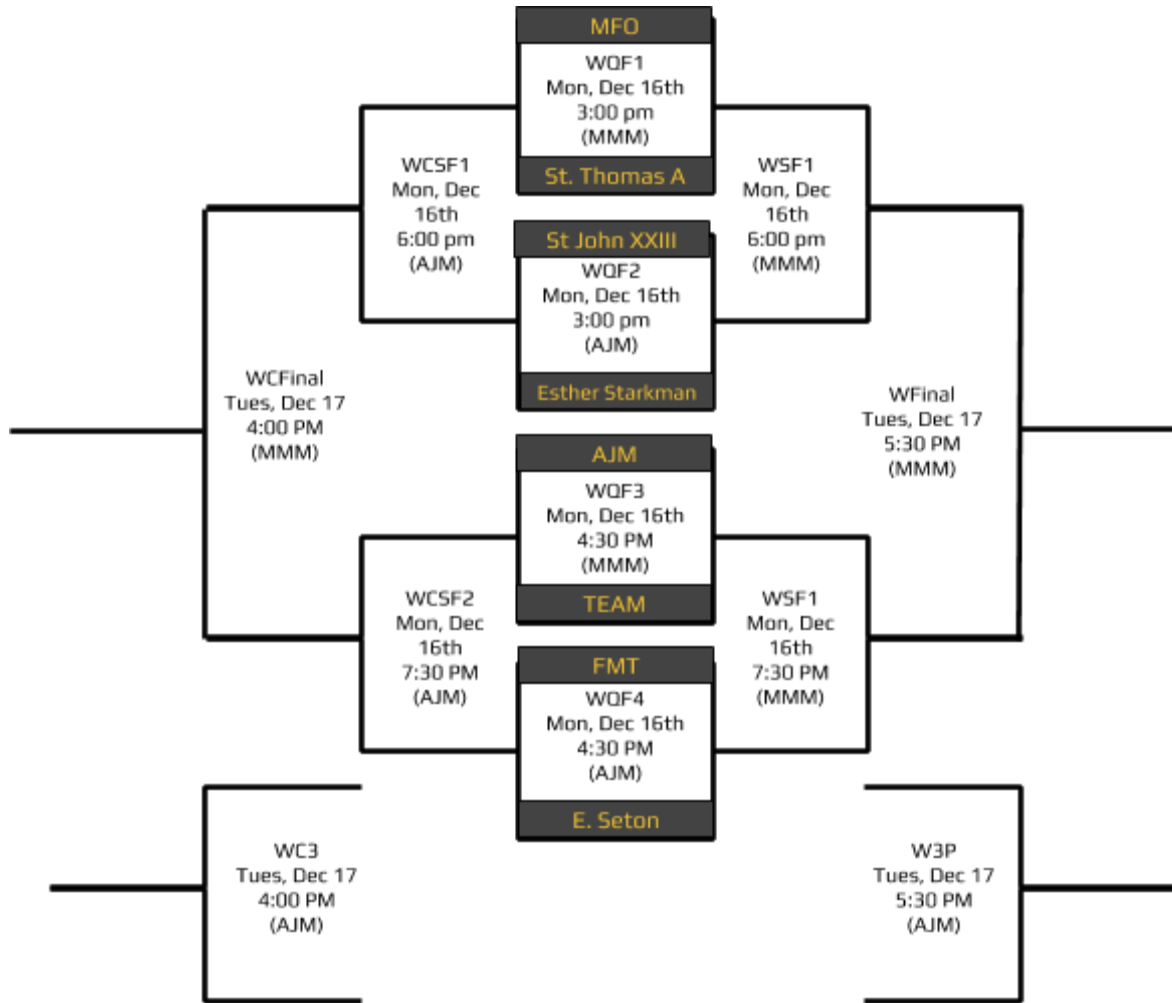 MFO
WQF1
Mon, Dec 16th
3:00 pm
(MMM)
St. Thomas A
WCSF1
Mon, Dec
16th
6:00 pm
(AJM)
WSF1
Mon, Dec
16th
6:00 pm
(MMM)
St John XXIII
WQF2
Mon, Dec 16th
3:00 pm
(AJM)
Esther Starkman
WCFinal
Tues, Dec 17
4:00 PM
(MMM)
WFinal
Tues, Dec 17
5:30 PM
(MMM)
AJM
WQF3
Mon, Dec 16th
4:30 PM
(MMM)
TEAM
WCSF2
Mon, Dec
16th
7:30 PM
(AJM)
WSF1
Mon, Dec
16th
7:30 PM
(MMM)
FMT
WQF4
Mon, Dec 16th
4:30 PM
(AJM)
E. Seton
WC3
Tues, Dec 17
4:00 PM
(AJM)
W3P
Tues, Dec 17
5:30 PM
(AJM)